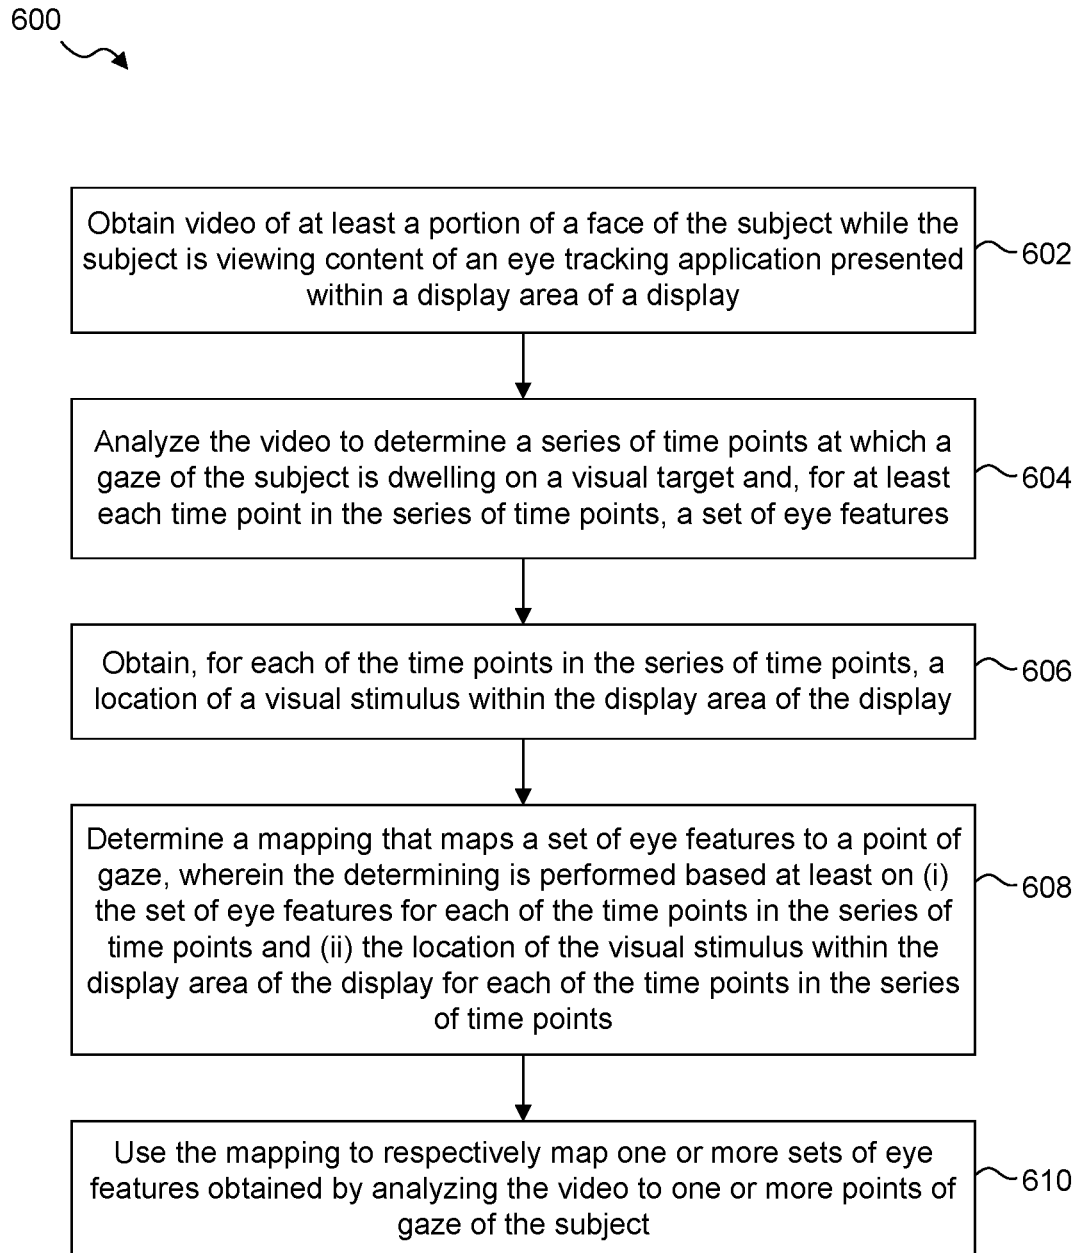 600
Obtain video of at least a portion of a face of the subject while the
subject is viewing content of an eye tracking application presented
within a display area of a display
602
Analyze the video to determine a series of time points at which a
gaze of the subject is dwelling on a visual target and, for at least
each time point in the series of time points, a set of eye features
604
Obtain, for each of the time points in the series of time points, a
location of a visual stimulus within the display area of the display
606
Determine a mapping that maps a set of eye features to a point of
gaze, wherein the determining is performed based at least on (i)
the set of eye features for each of the time points in the series of
time points and (ii) the location of the visual stimulus within the
display area of the display for each of the time points in the series
of time points
608
Use the mapping to respectively map one or more sets of eye
features obtained by analyzing the video to one or more points of
gaze of the subject
610